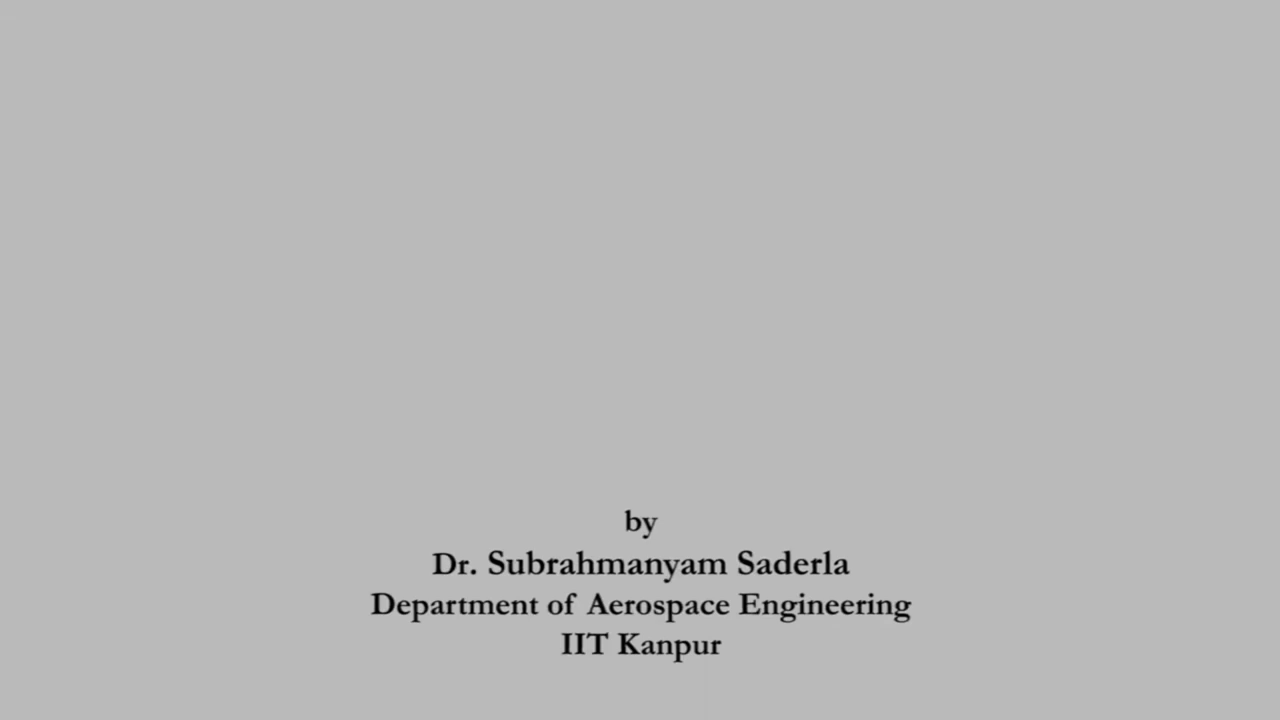 by
Dr. Subrahmanyam Saderla
Department of Aerospace Engineering
IIT Kanpur